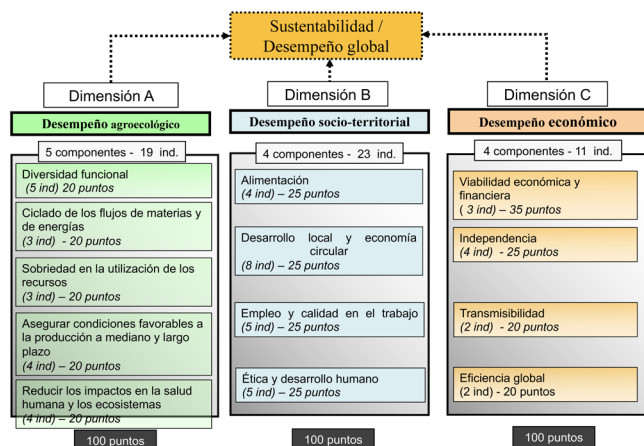 Sustentabilidad /
Desempeño global
Dimensión A
Desempeño agroecológico
5 componentes - 19 ind.
Diversidad funcional
(5 ind) 20 puntos
Ciclado de los flujos de materias y
de energías
(3 ind) - 20 puntos
Sobriedad en la utilización de los
recursos
(3 ind) – 20 puntos
Asegurar condiciones favorables a
la producción a mediano y largo
plazo
(4 ind) – 20 puntos
Reducir los impactos en la salud
humana y los ecosistemas
(4 ind) – 20 puntos
100 puntos
Dimensión B
Desempeño socio-territorial
4 componentes - 23 ind.
Alimentación
(4 ind) – 25 puntos
Desarrollo local y economía
circular
(8 ind) – 25 puntos
Empleo y calidad en el trabajo
(5 ind) – 25 puntos
Ética y desarrollo humano
(5 ind) – 25 puntos
100 puntos
Dimensión C
Desempeño económico
4 componentes - 11 ind.
Viabilidad económica y
financiera
( 3 ind) – 35 puntos
Independencia
(4 ind) - 25 puntos
Transmisibilidad
(2 ind) - 20 puntos
Eficiencia global
(2 ind) - 20 puntos
100 puntos